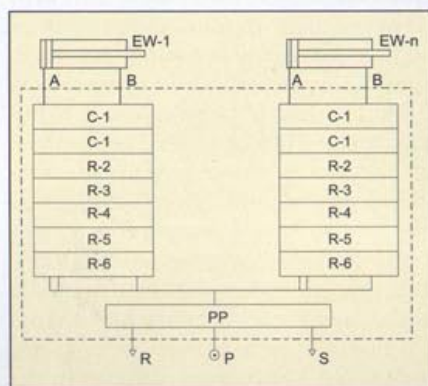 EW-1 EW-n
A B A B
C-1 C-1
C-1 C-1
R-2 R-2
R-3 R-3
R-4 R-4
R-5 R-5
R-6 R-6
PP
R P S